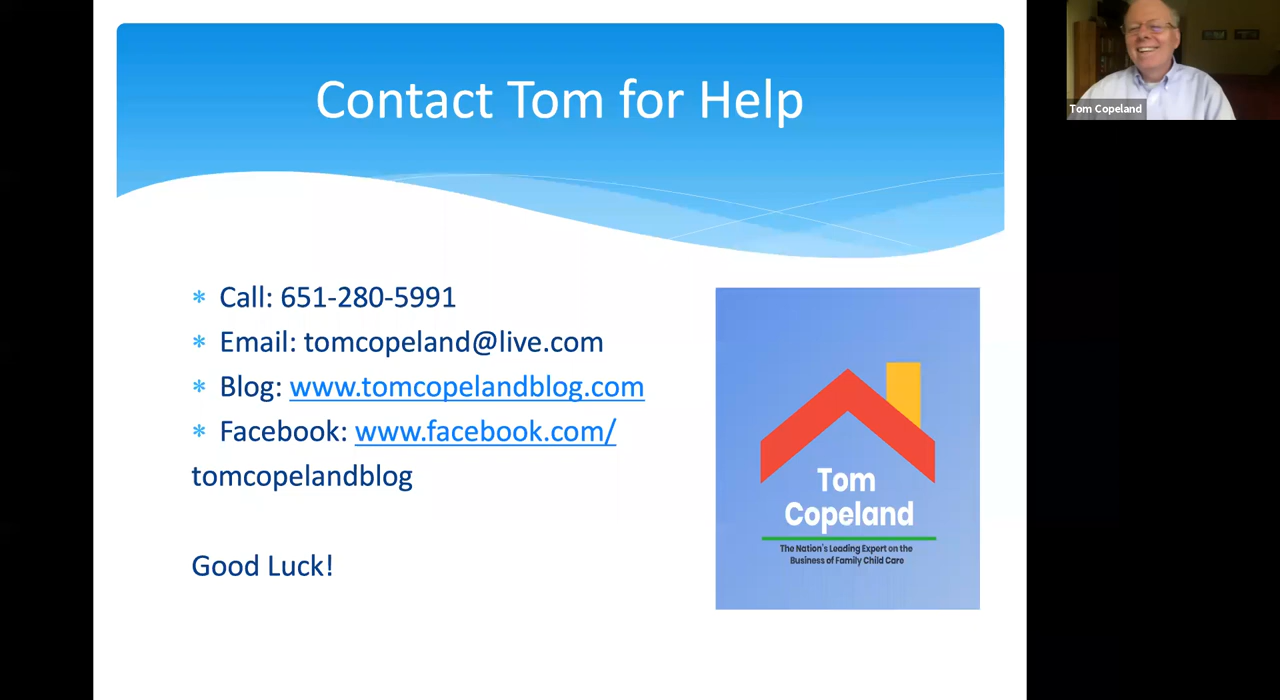 Contact Tom for Help
Tom Copeland
* Call: 651-280-5991
* Email: tomcopeland@live.com
* Blog: www.tomcopelandblog.com
* Facebook: www.facebook.com/
tomcopelandblog
Good Luck!
Tom
Copeland
The Nation's Leading Expert on the
Business of Family Child Care